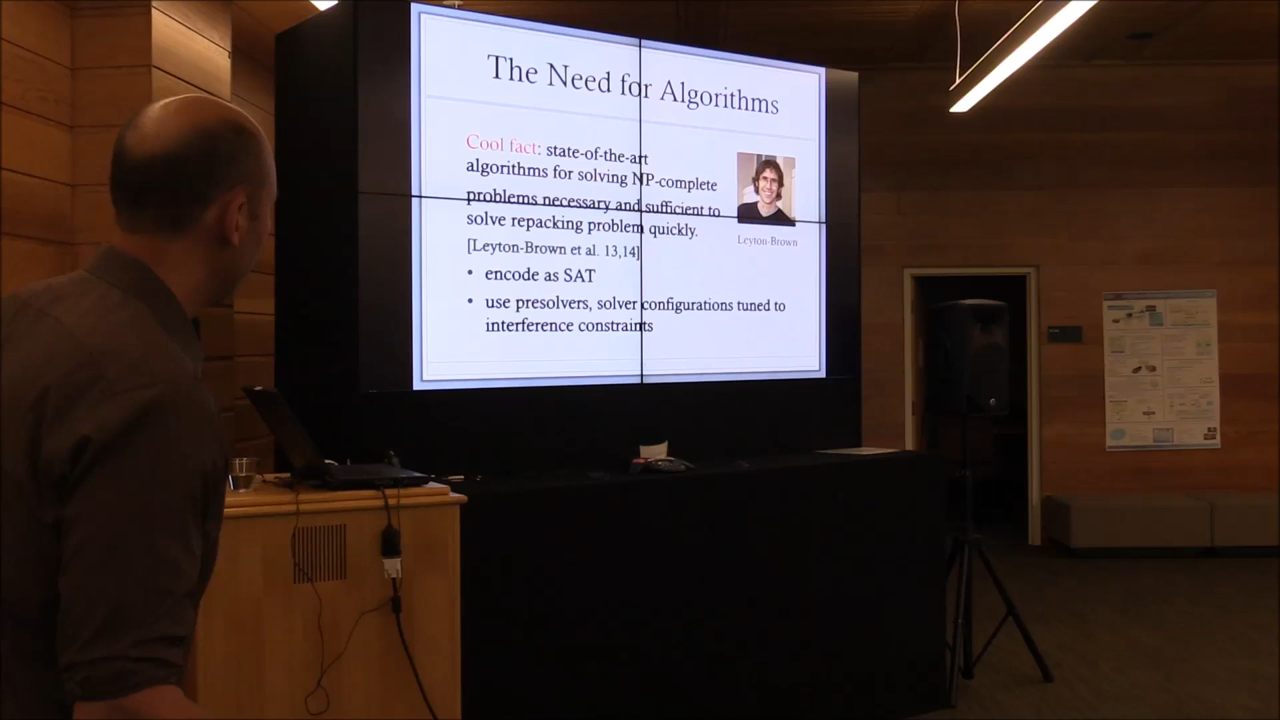 The Need for Algorithms
Cool fact: state-of-the-art
algorithms for solving NP-complete
problems necessary and sufficient to
solve repacking problem quickly.
[Leyton-Brown et al. 13,14]
• encode as SAT
• use presolvers, solver configurations tuned to
interference constraints
Leyton-Brown